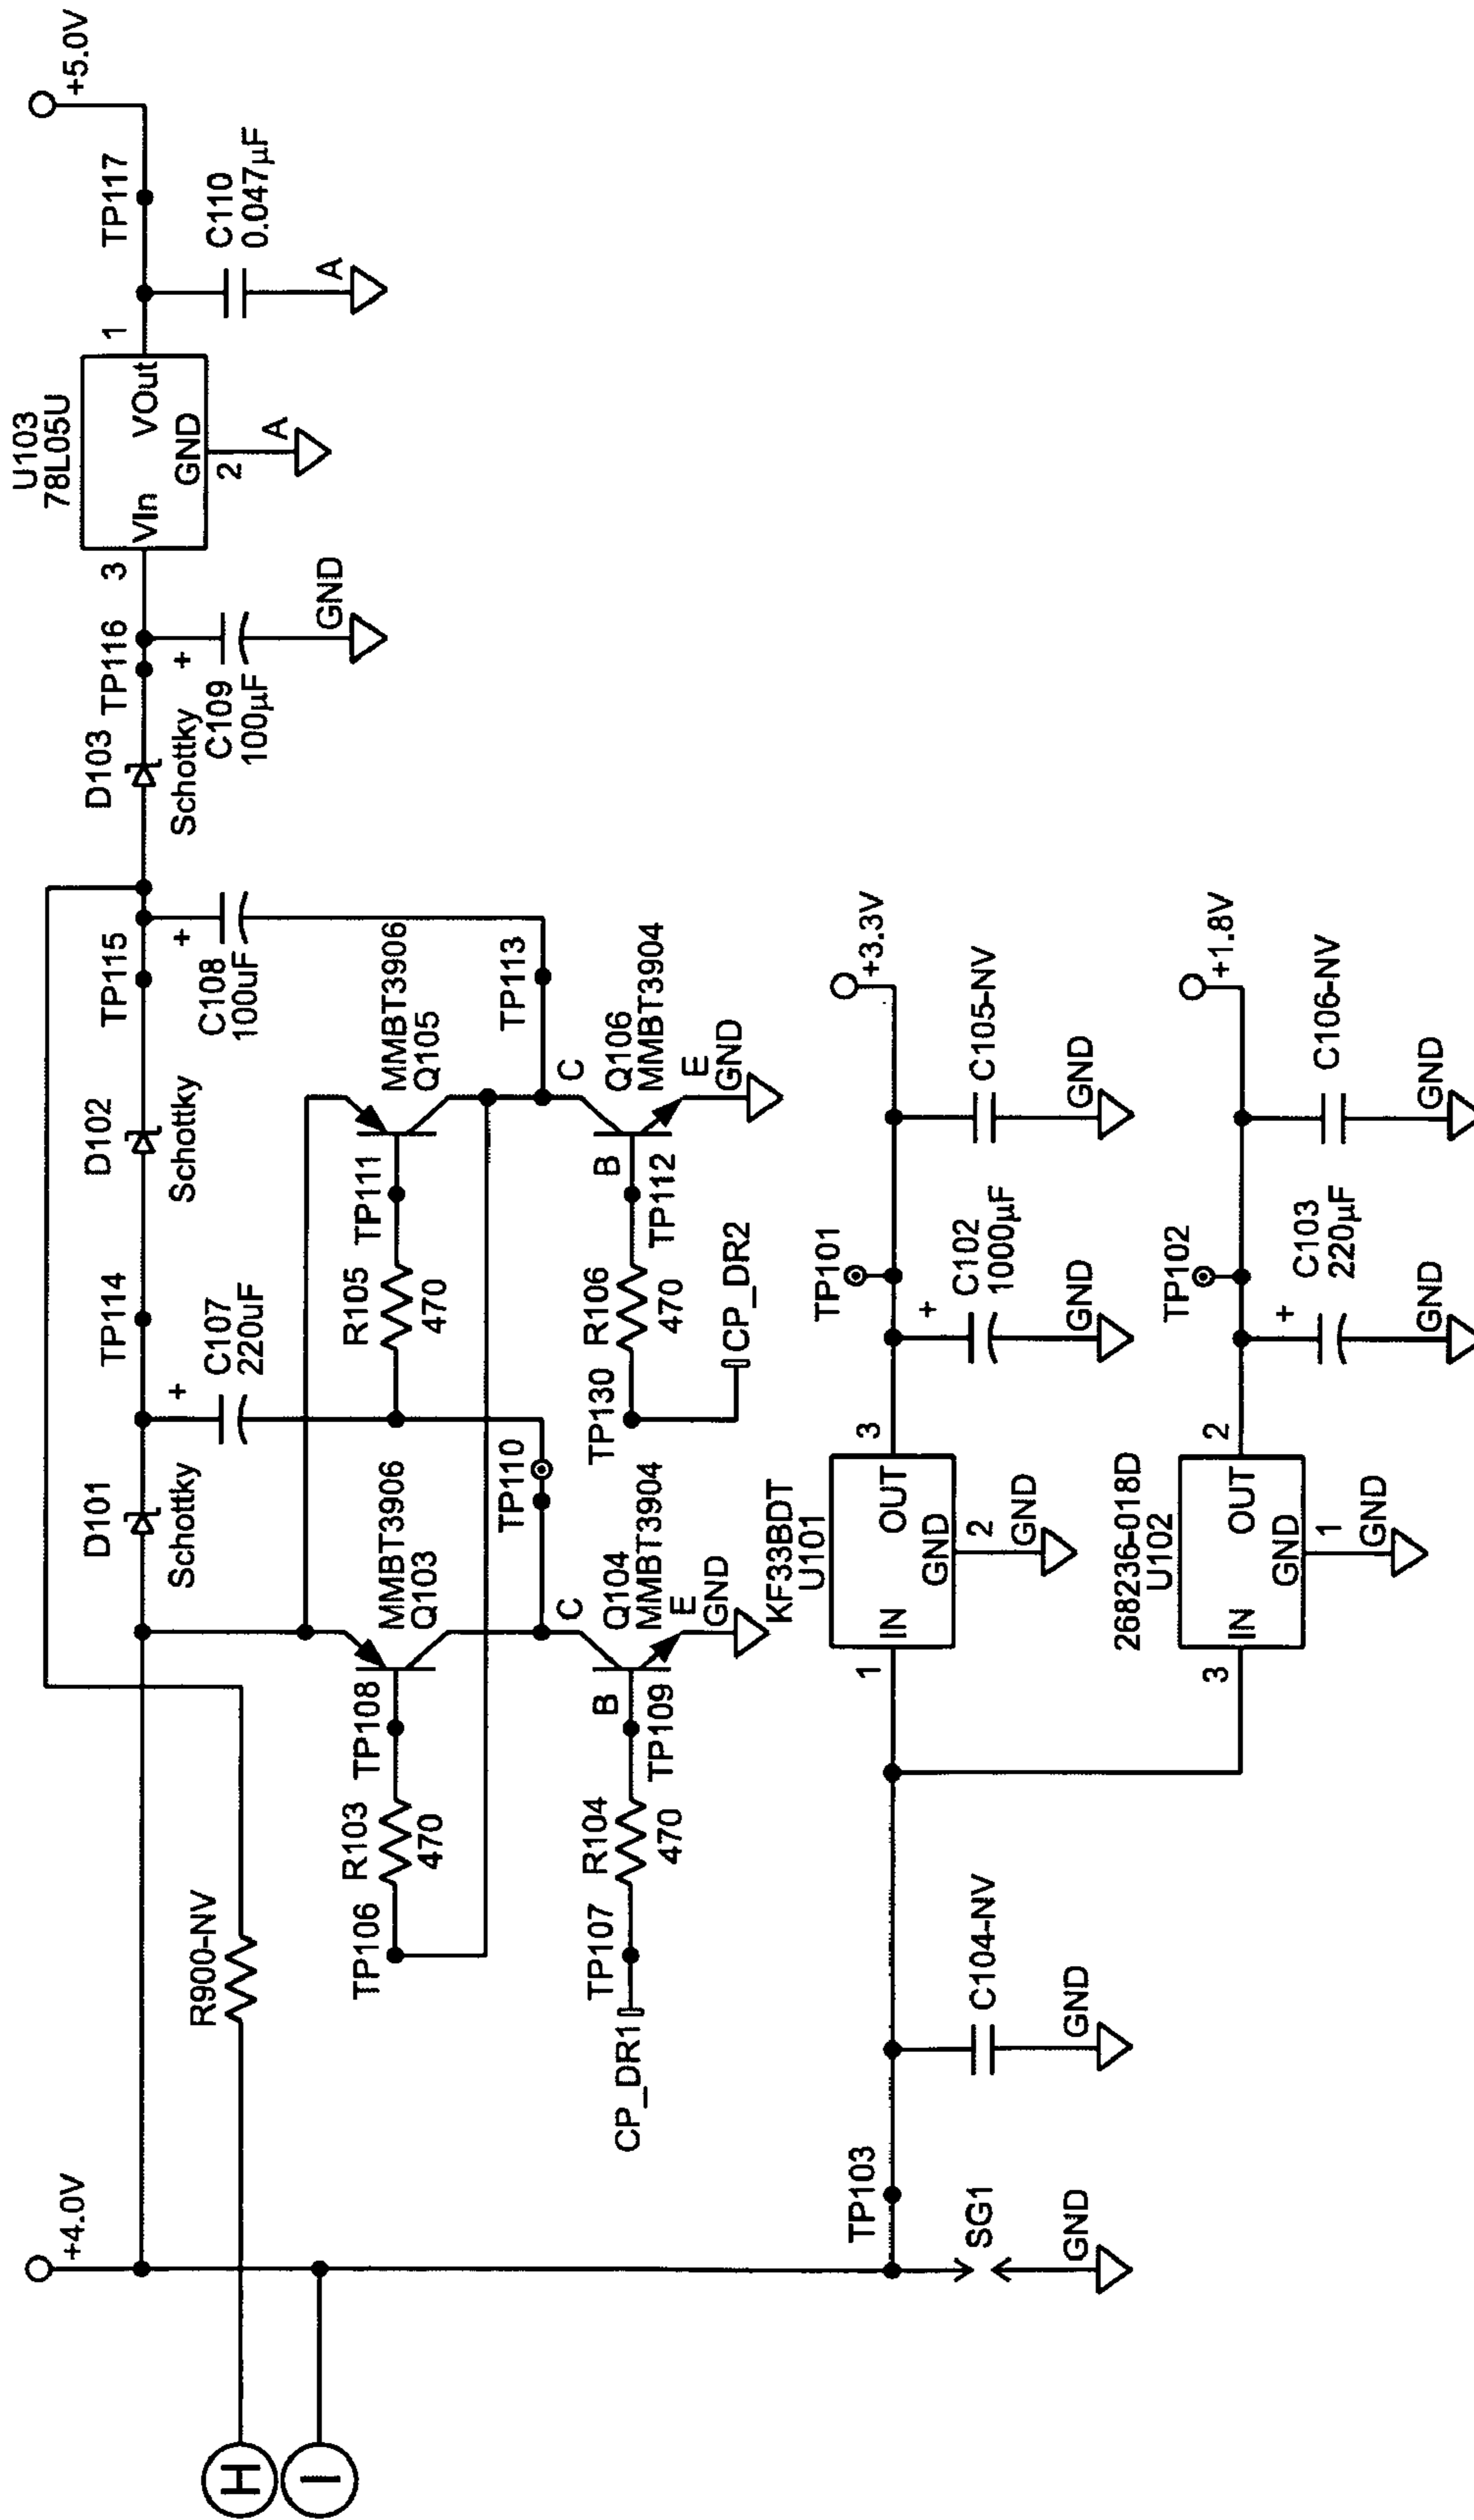 +4.0V
H
I
R900-NV
D101
Schottky
TP114
C107
220uF
+
D102
Schottky
TP115
C108
100uF
+
D103
Schottky
TP116
C109
100µF
+
GND
U103
78L05U
3
VIn
VOut
GND
2
A
1
TP117
C110
0.047µF
A
+5.0V
TP106
R103
470
TP108
MMBT3906
Q103
CP_DR1
TP107
R104
470
TP109
B
C
Q104
MMBT3904
E
GND
TP110
R105
470
TP111
MMBT3906
Q105
TP113
TP130
R106
470
CP_DR2
TP112
B
C
Q106
MMBT3904
E
GND
TP103
SG1
GND
C104-NV
GND
KF33BDT
U101
1
IN
OUT
GND
2
GND
3
TP101
+
C102
1000µF
GND
C105-NV
GND
+3.3V
268236-018D
U102
3
IN
OUT
GND
1
GND
2
TP102
+
C103
220µF
GND
C106-NV
GND
+1.8V